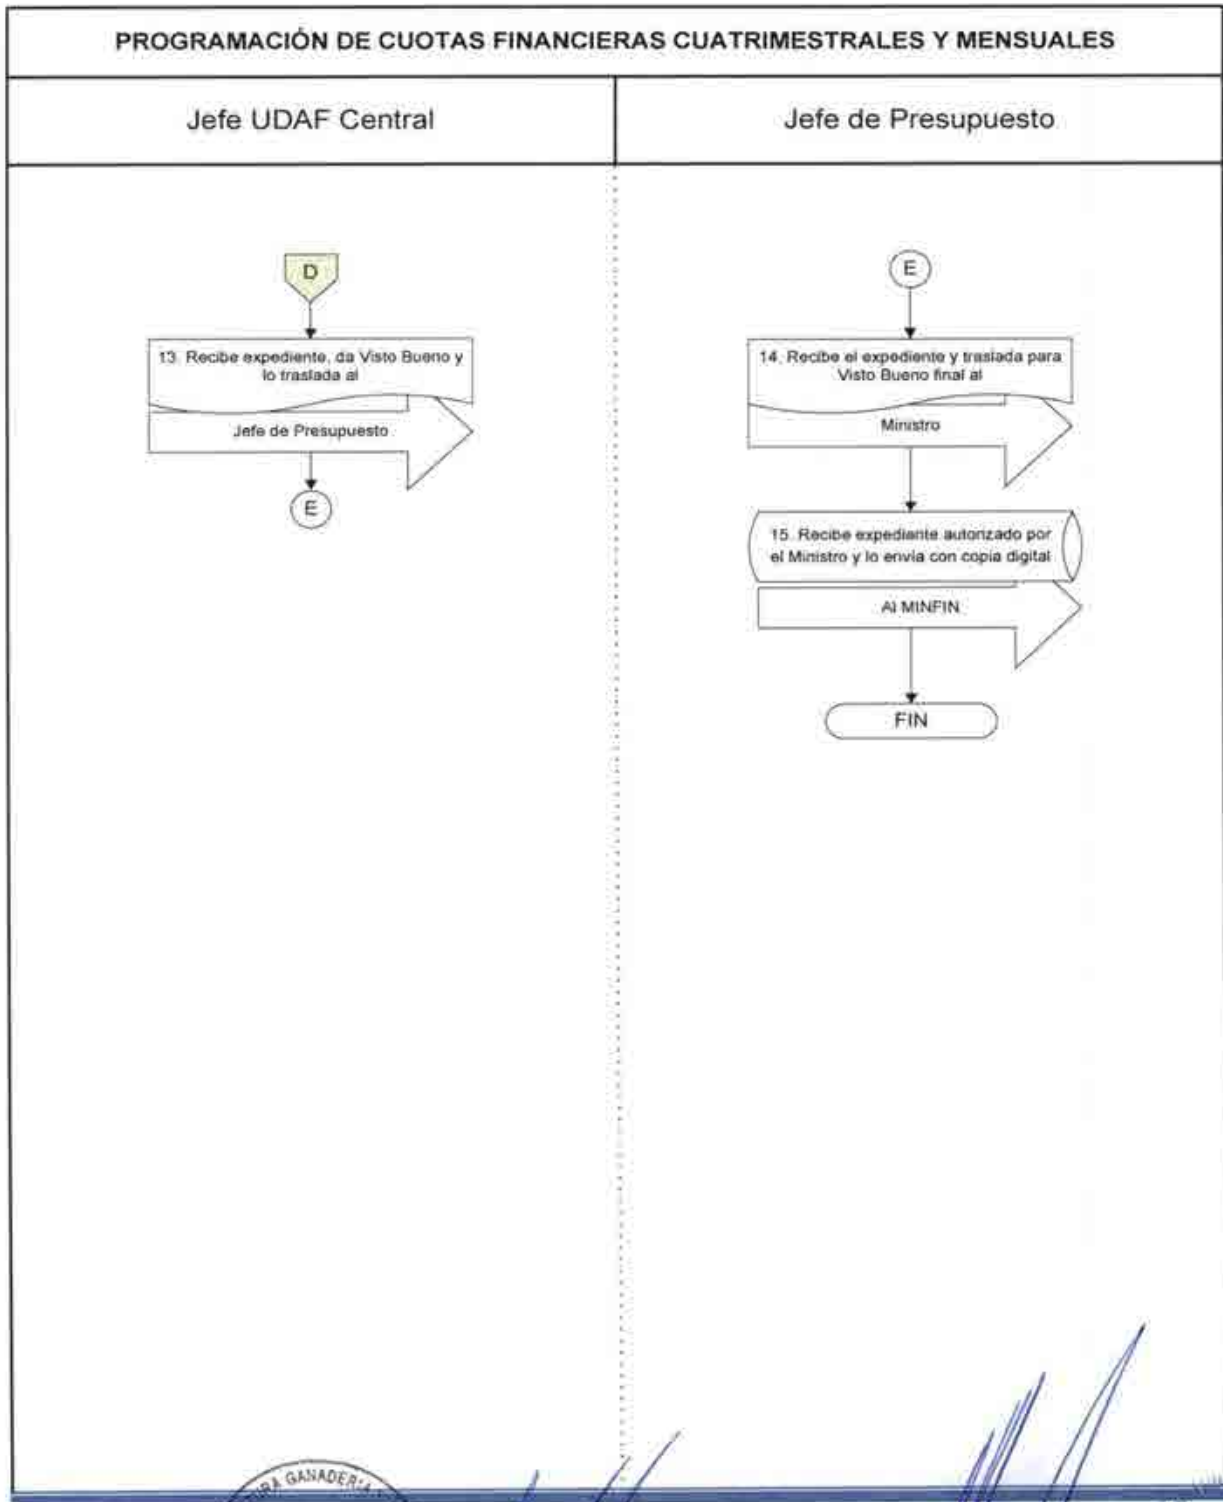 PROGRAMACIÓN DE CUOTAS FINANCIERAS CUATRIMESTRALES Y MENSUALES
Jefe UDAF Central
Jefe de Presupuesto
D
13. Recibe expediente, da Visto Bueno y
lo traslada al
Jefe de Presupuesto
E
E
14. Recibe el expediente y traslada para
Visto Bueno final al
Ministro
15. Recibe expediente autorizado por
el Ministro y lo envía con copia digital
Al MINFIN
FIN
GANADERÍA